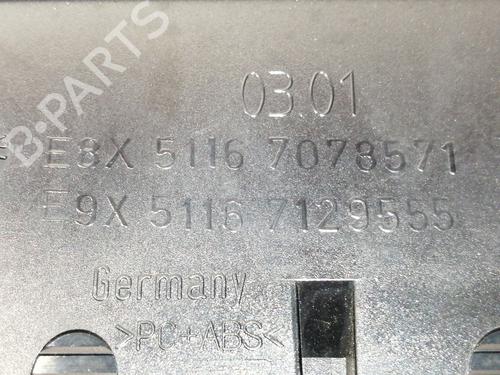 B-PARTS
03.01
E8X 5116 7078571
E9X 5116 7129555
Germany
>PC+ABS<